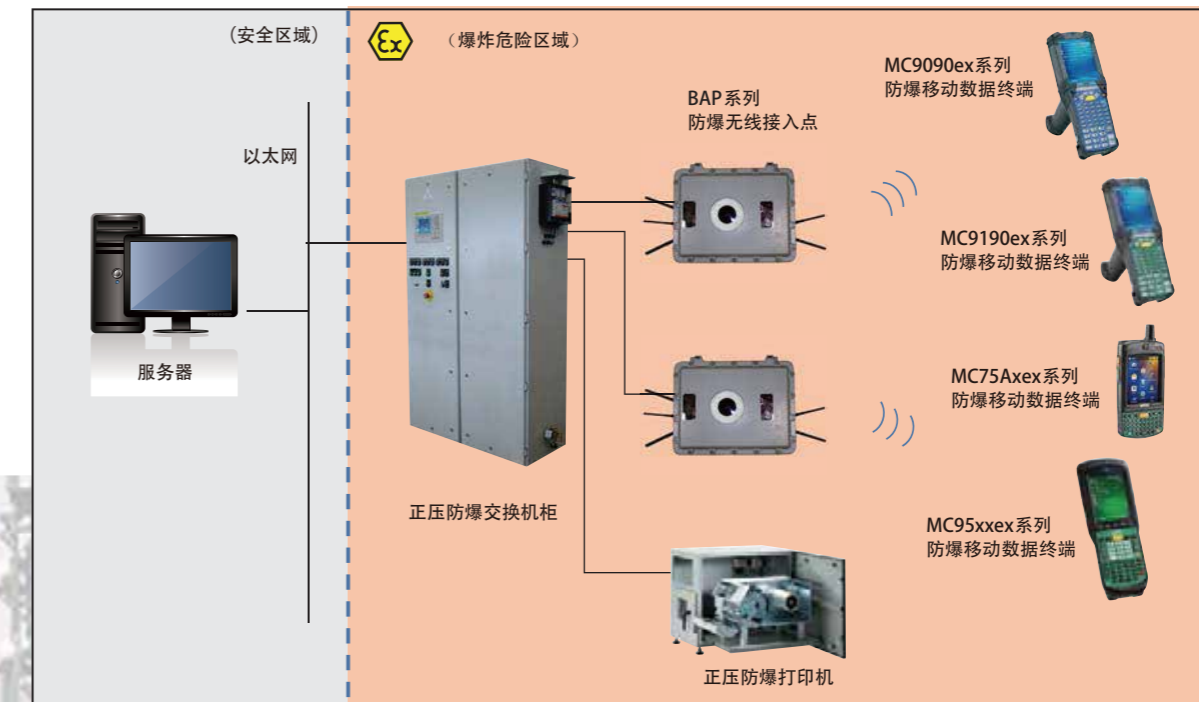 (安全区域)
Ex
（爆炸危险区域）
MC9090ex系列
防爆移动数据终端
BAP系列
防爆无线接入点
以太网
MC9190ex系列
防爆移动数据终端
服务器
MC75Axex系列
防爆移动数据终端
正压防爆交换机柜
MC95xxex系列
防爆移动数据终端
正压防爆打印机